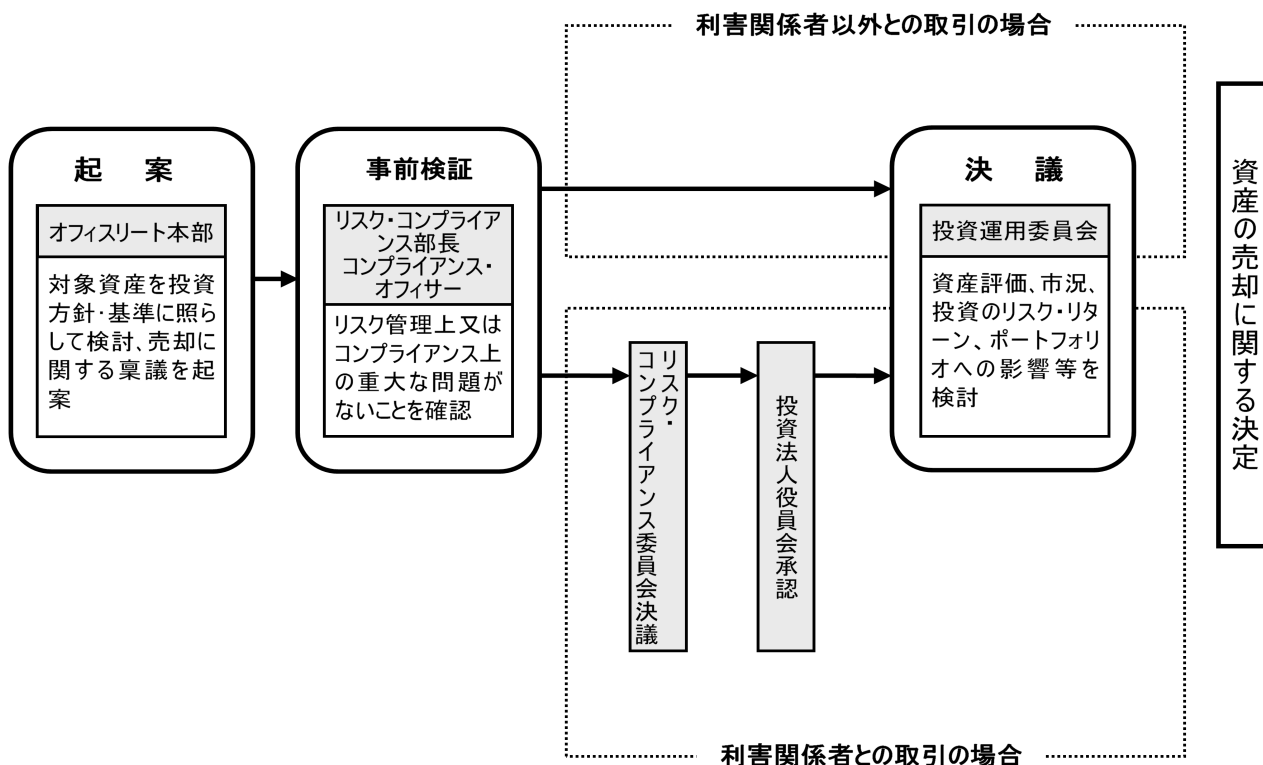 利害関係者以外との取引の場合
起　案
オフィスリート本部
対象資産を投資
方針・基準に照ら
して検討、売却に
関する稟議を起
案
事前検証
リスク・コンプライア
ンス部長
コンプライアンス・
オフィサー
リスク管理上又は
コンプライアンス上
の重大な問題が
ないことを確認
リスク・
コンプライアンス委員会決議
投資法人役員会承認
決　議
投資運用委員会
資産評価、市況、
投資のリスク・リタ
ーン、ポートフォリ
オへの影響等を
検討
資産の売却に関する決定
利害関係者との取引の場合